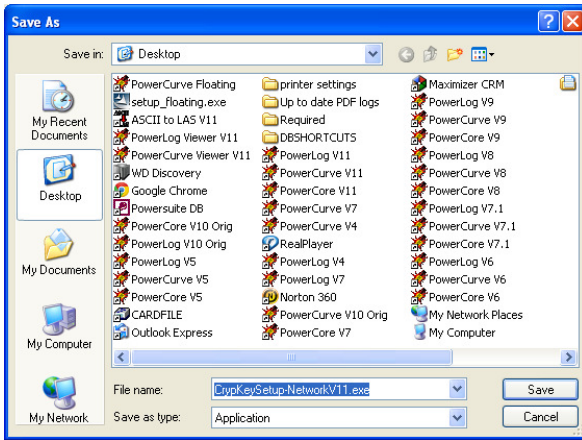 Save As
Save in:
Desktop
My Recent
Documents
Desktop
My Documents
My Computer
My Network
PowerCurve Floating
setup_floating.exe
ASCII to LAS V11
PowerLog Viewer V11
PowerCurve Viewer V11
WD Discovery
Google Chrome
Powersuite DB
PowerCore V10 Orig
PowerLog V10 Orig
PowerLog V5
PowerCurve V5
PowerCore V5
CARDFILE
Outlook Express
printer settings
Up to date PDF logs
Required
DBSHORTCUTS
PowerLog V11
PowerCurve V11
PowerCore V11
PowerCurve V7
PowerCurve V4
RealPlayer
PowerLog V4
PowerLog V7
Norton 360
PowerCurve V10 Orig
PowerCore V7
Maximizer CRM
PowerLog V9
PowerCurve V9
PowerCore V9
PowerLog V8
PowerCurve V8
PowerCore V8
PowerLog V7.1
PowerCurve V7.1
PowerCore V7.1
PowerLog V6
PowerCurve V6
PowerCore V6
My Network Places
My Computer
File name:
CrypKeySetup-NetworkV11.exe
Save
Save as type:
Application
Cancel